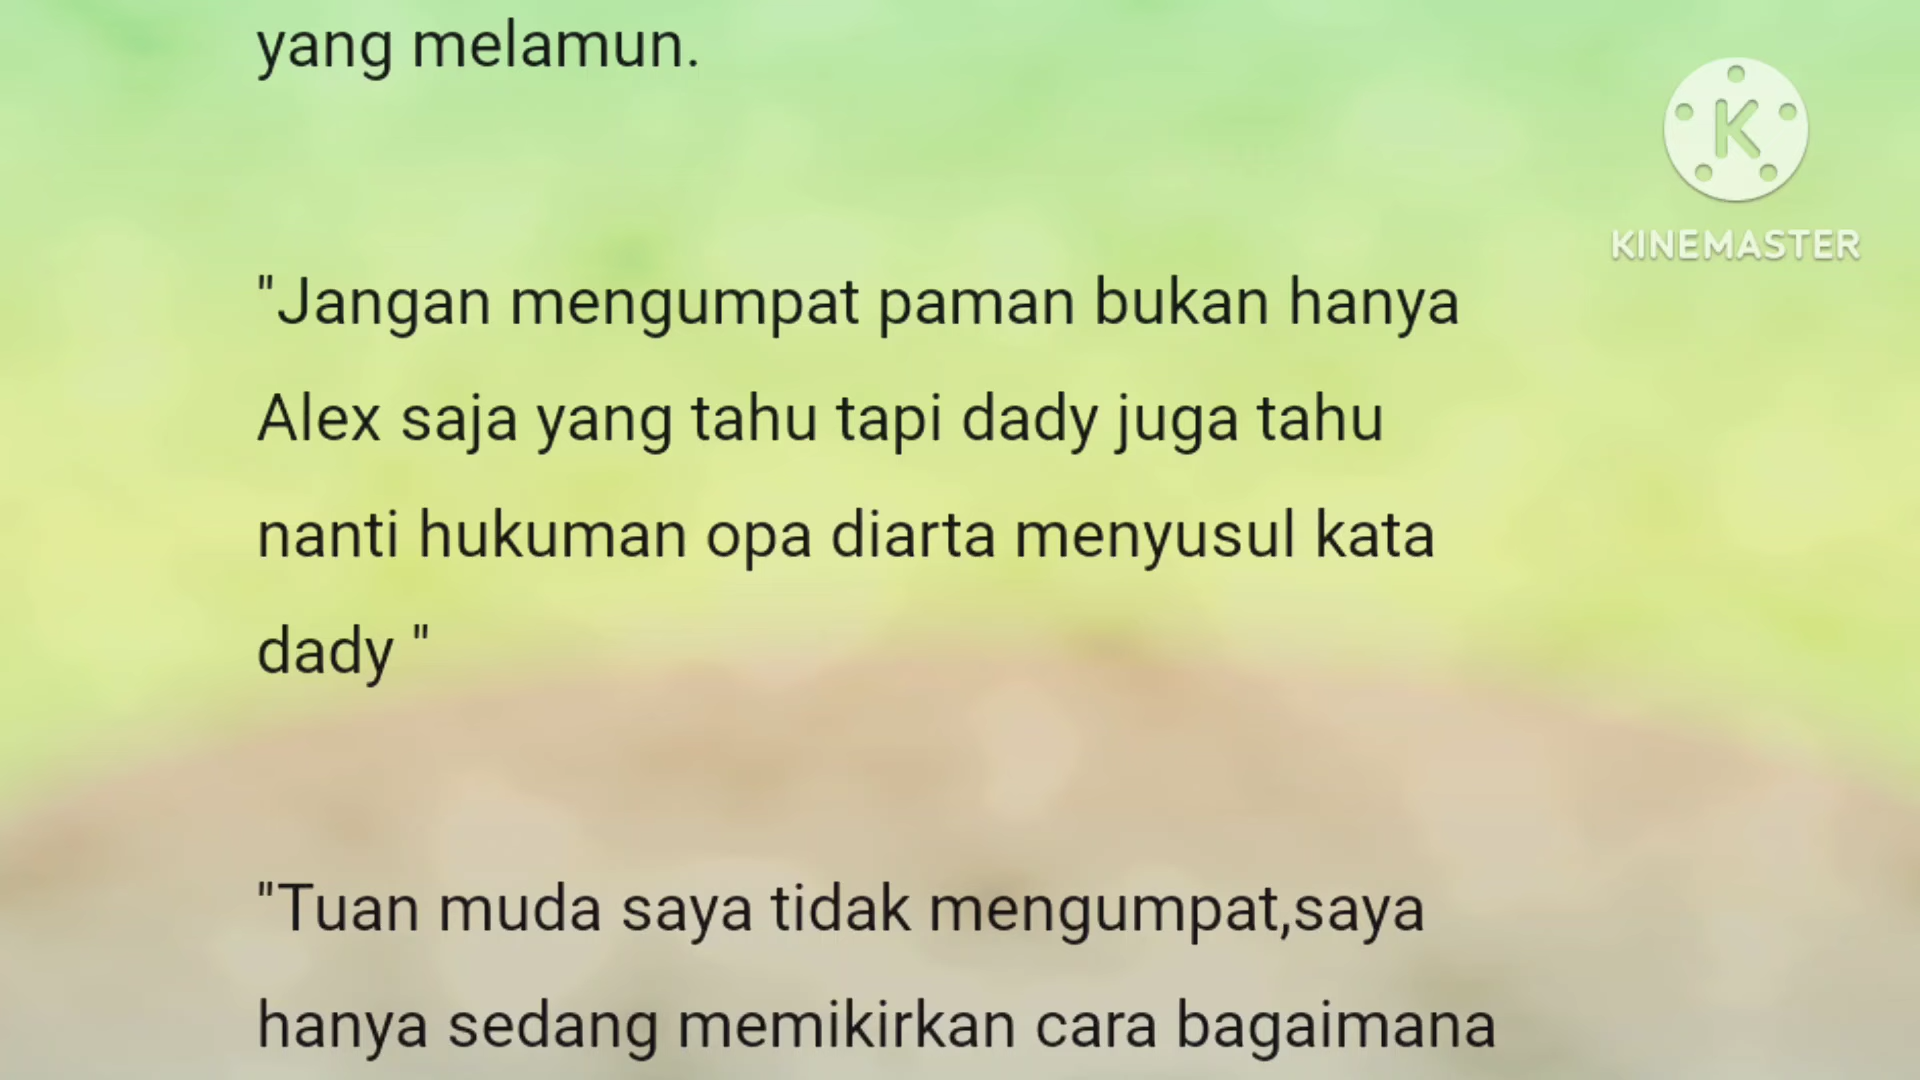 yang melamun.
KINEMASTER
"Jangan mengumpat paman bukan hanya
Alex saja yang tahu tapi dady juga tahu
nanti hukuman opa diarta menyusul kata
dady "
"Tuan muda saya tidak mengumpat,saya
hanya sedang memikirkan cara bagaimana